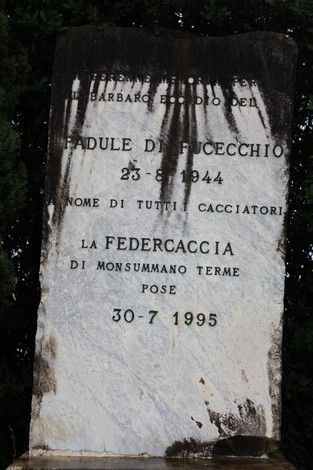 A PERENNE MEMORIA PER
IL BARBARO ECCIDIO DEL
PADULE DI FUCECCHIO
23-8 1944
A NOME DI TUTTI I CACCIATORI
LA FEDERCACCIA
DI MONSUMMANO TERME
POSE
30-7 1995